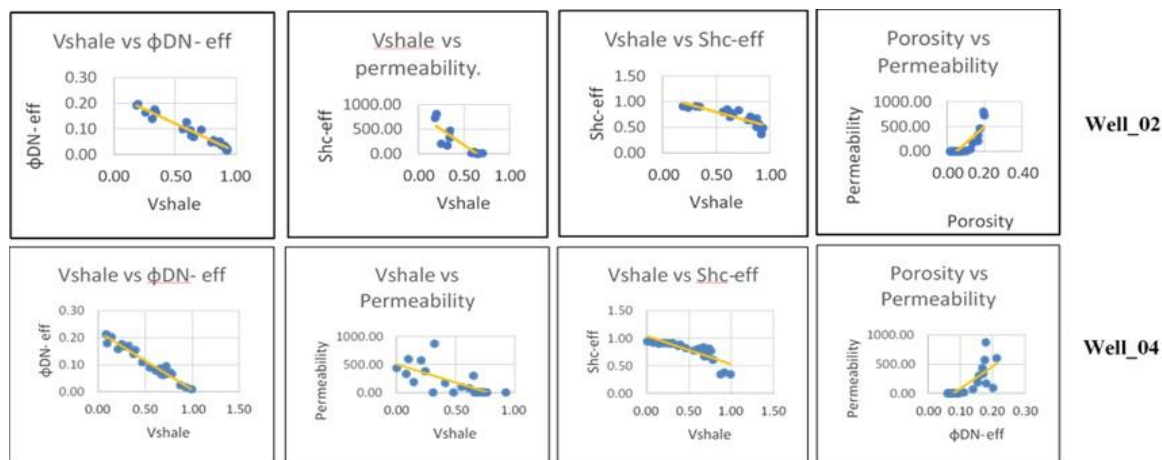 Vshale vs ϕDN- eff
ϕDN- eff
0.30
0.20
0.10
0.00
0.00 0.50 1.00
Vshale
Vshale vs
permeability.
Shc-eff
1000.00
500.00
0.00
0.00 0.50 1.00
Vshale
Vshale vs Shc-eff
Shc-eff
1.50
1.00
0.50
0.00
0.00 0.50 1.00
Vshale
Porosity vs
Permeability
Permeability
1000.00
500.00
0.00
0.00 0.20 0.40
Porosity
Well_02
Vshale vs ϕDN- eff
ϕDN- eff
0.30
0.20
0.10
0.00
0.00 0.50 1.00 1.50
Vshale
Vshale vs
Permeability
Permeability
1000.00
500.00
0.00
0.00 0.50 1.00
Vshale
Vshale vs Shc-eff
Shc-eff
1.50
1.00
0.50
0.00
0.00 0.50 1.00 1.50
Vshale
Porosity vs
Permeability
Permeability
1000.00
500.00
0.00
0.00 0.10 0.20 0.30
ϕDN-eff
Well_04